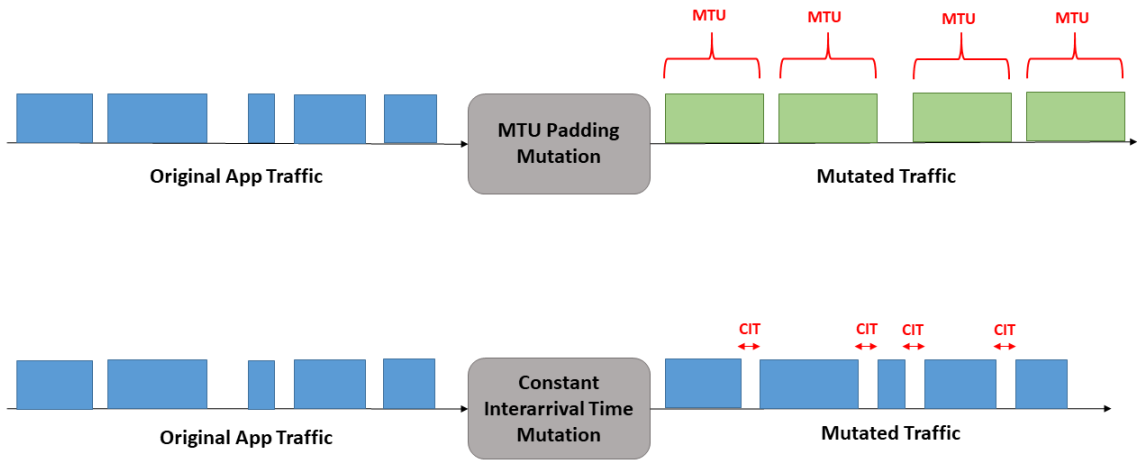 MTU MTU MTU MTU
MTU Padding
Mutation
Original App Traffic
Mutated Traffic
CIT CIT CIT CIT
Constant
Interarrival Time
Mutation
Original App Traffic
Mutated Traffic